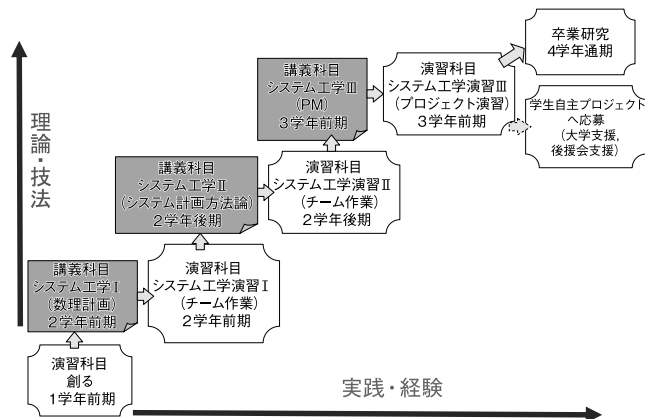 卒業研究
4学年通期
講義科目
システム工学Ⅲ
(PM)
3学年前期
演習科目
システム工学演習Ⅲ
(プロジェクト演習)
3学年前期
学生自主プロジェクト
へ応募
(大学支援,
後援会支援)
理論・技法
講義科目
システム工学Ⅱ
(システム計画方法論)
2学年後期
演習科目
システム工学演習Ⅱ
(チーム作業)
2学年後期
講義科目
システム工学Ⅰ
(数理計画)
2学年前期
演習科目
システム工学演習Ⅰ
(チーム作業)
2学年前期
演習科目
創る
1学年前期
実践・経験